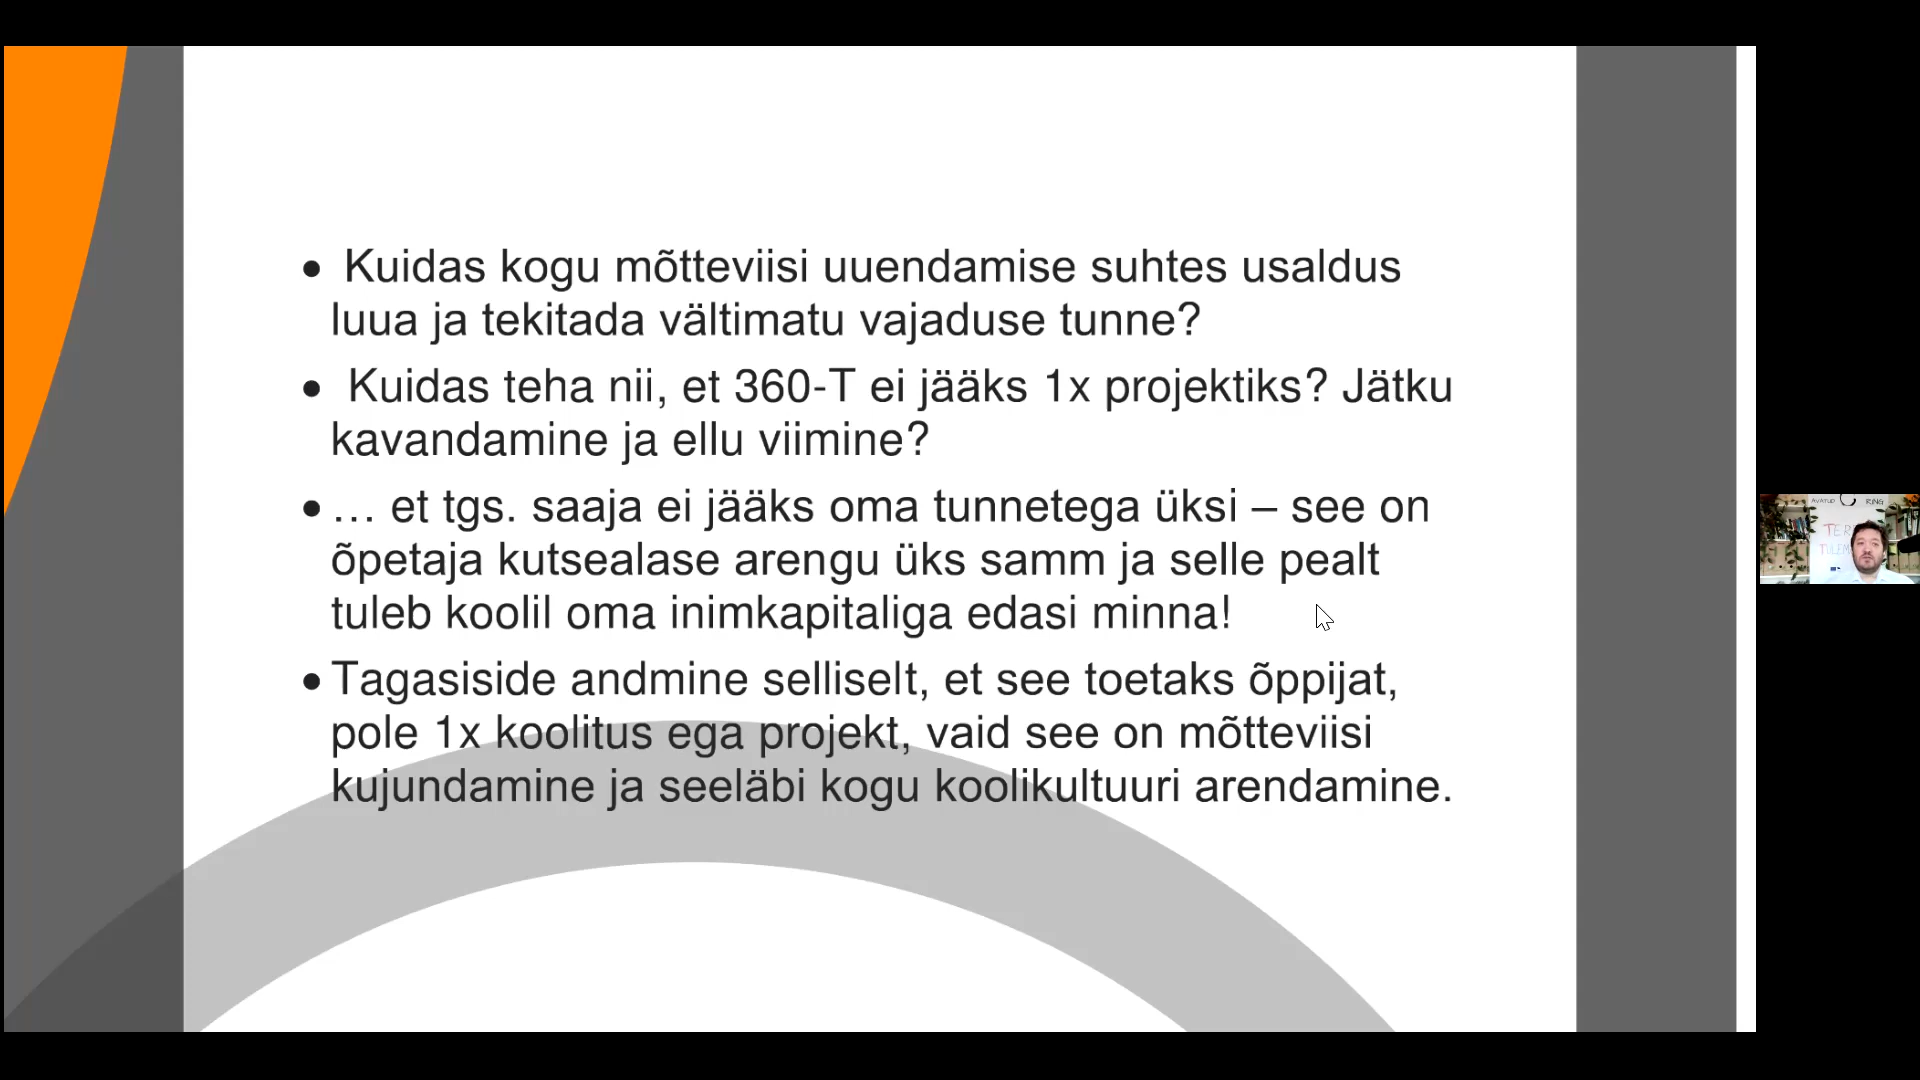 • Kuidas kogu mõtteviisi uuendamise suhtes usaldus
luua ja tekitada vältimatu vajaduse tunne?
• Kuidas teha nii, et 360-T ei jääks 1x projektiks? Jätku
kavandamine ja ellu viimine?
• … et tgs. saaja ei jääks oma tunnetega üksi – see on
õpetaja kutsealase arengu üks samm ja selle pealt
tuleb koolil oma inimkapitaliga edasi minna!
• Tagasiside andmine selliselt, et see toetaks õppijat,
pole 1x koolitus ega projekt, vaid see on mõtteviisi
kujundamine ja seeläbi kogu koolikultuuri arendamine.
AVATUD RING